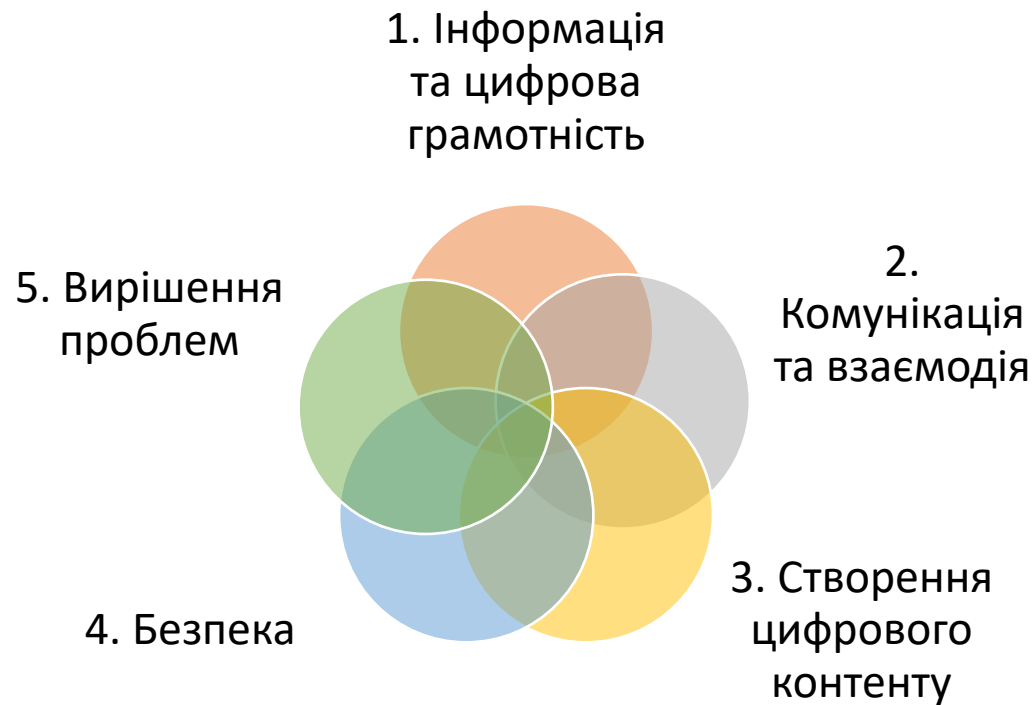 1. Інформація
та цифрова
грамотність
2.
Комунікація
та взаємодія
3. Створення
цифрового
контенту
4. Безпека
5. Вирішення
проблем